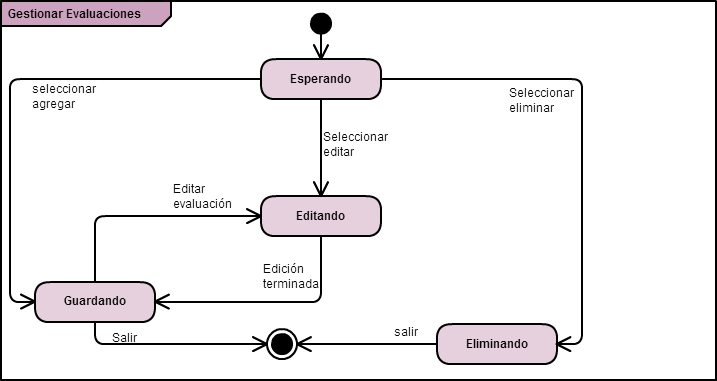 Gestionar Evaluaciones
Esperando
seleccionar
agregar
Seleccionar
eliminar
Seleccionar
editar
Editar
evaluación
Editando
Edición
terminada
Guardando
Salir
salir
Eliminando